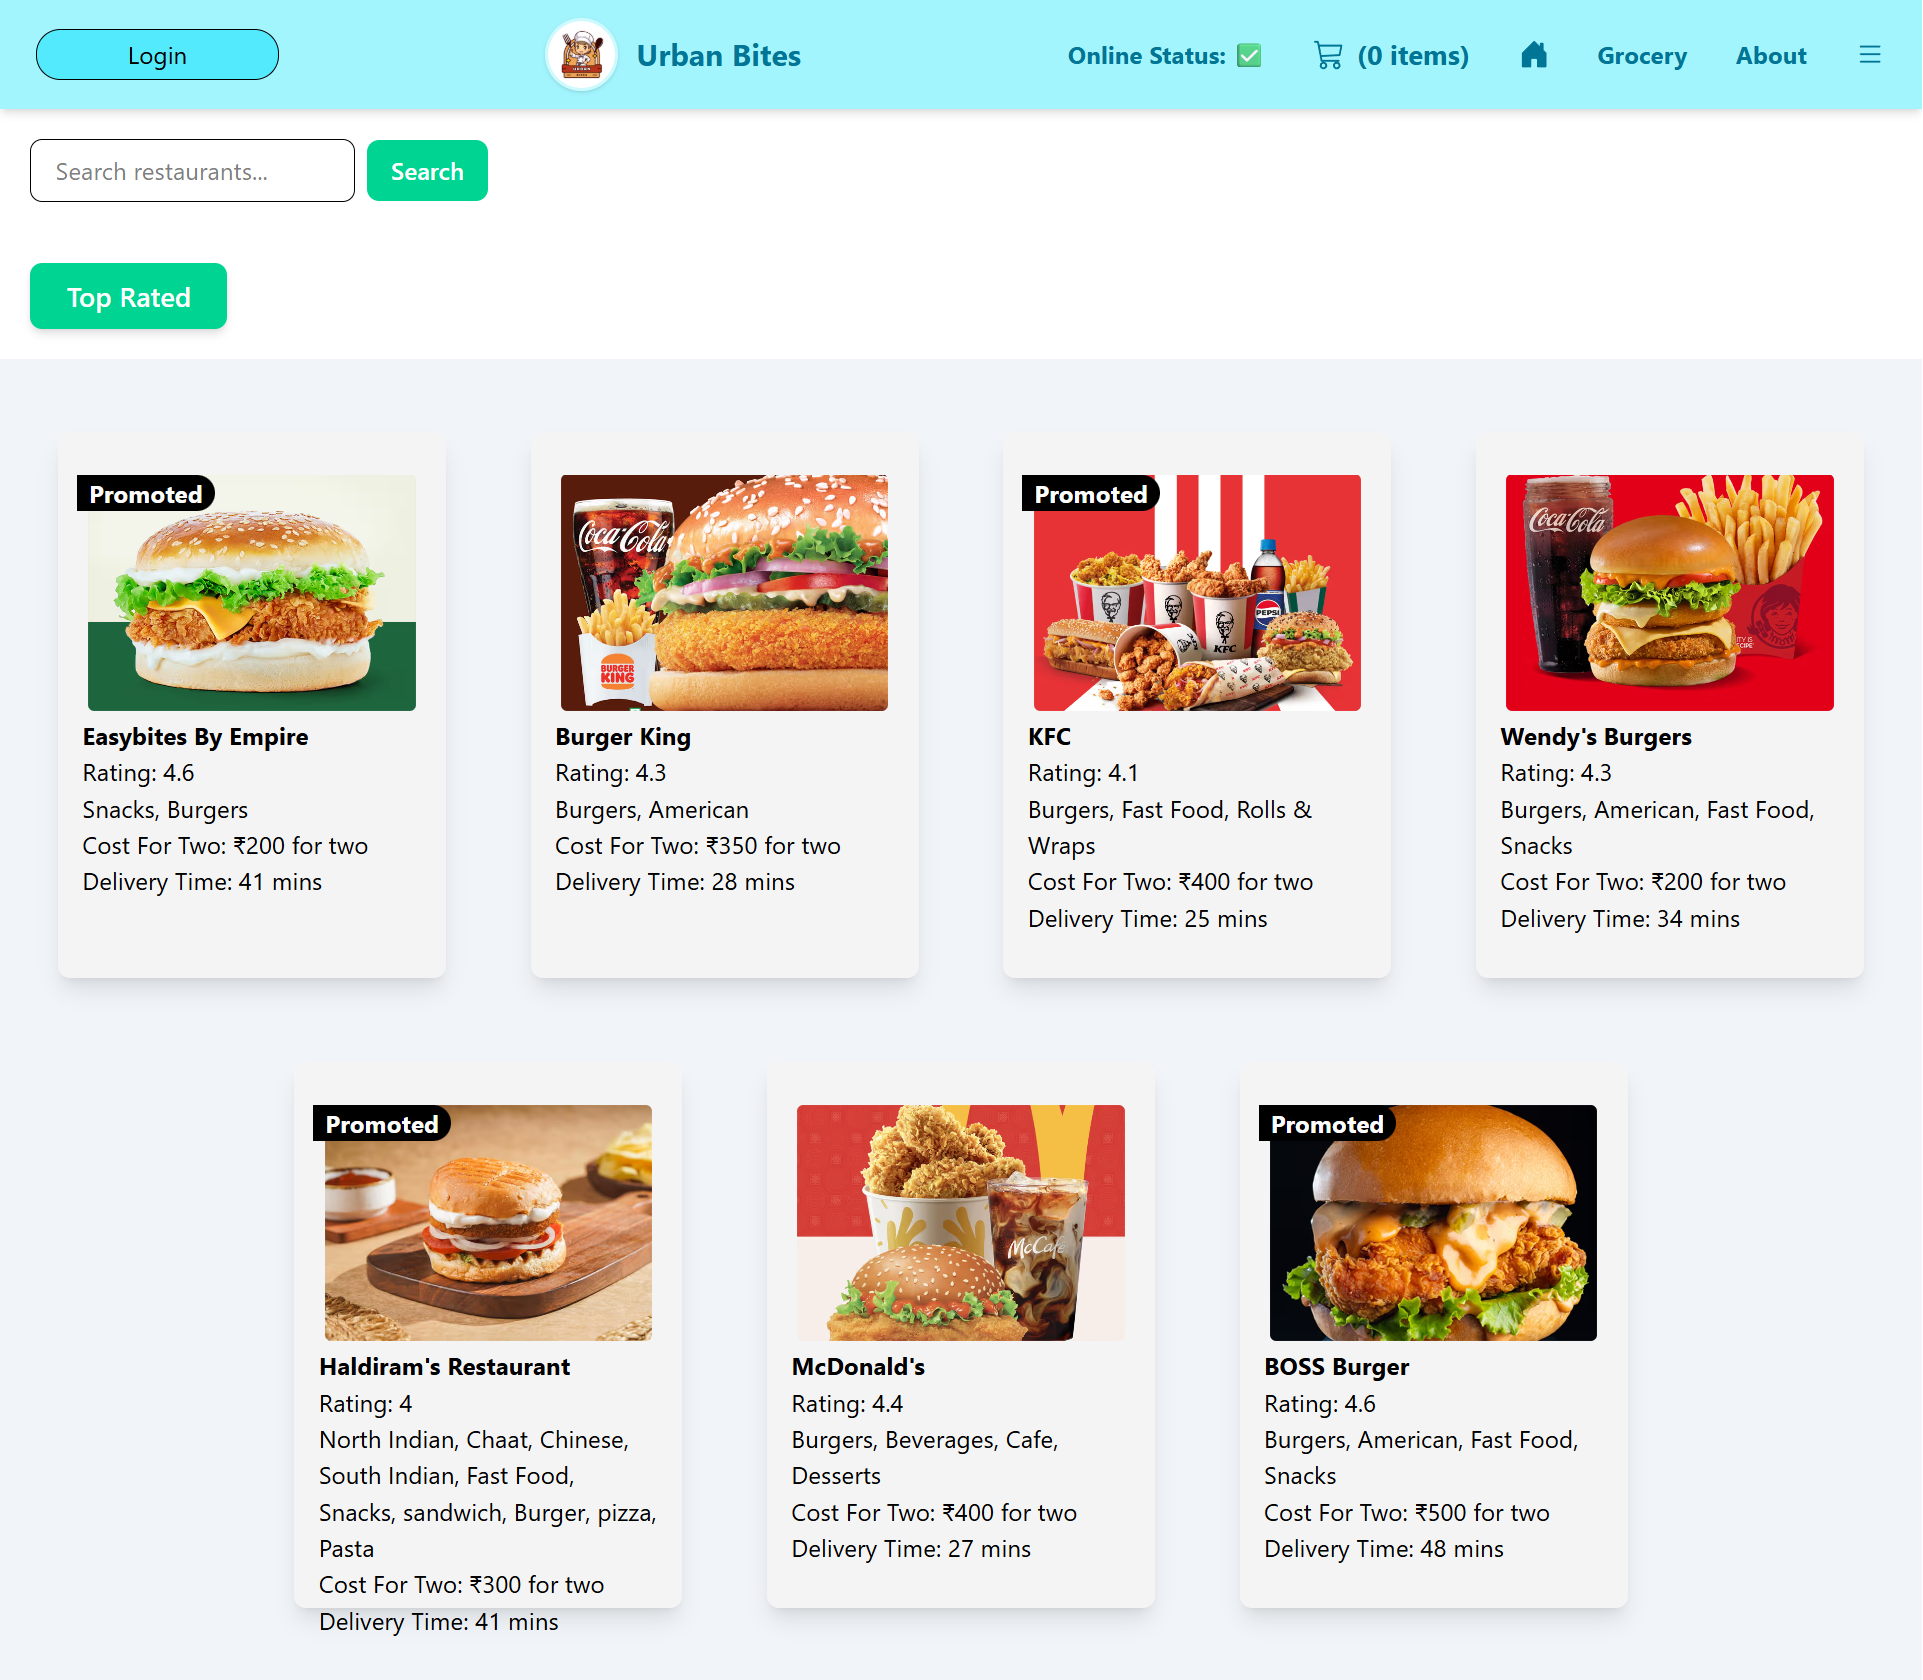 Login
Urban Bites
Online Status: ✅
(0 items)
Grocery
About
Search restaurants...
Search
Top Rated
Promoted
Easybites By Empire
Rating: 4.6
Snacks, Burgers
Cost For Two: ₹200 for two
Delivery Time: 41 mins
Coca-Cola
BURGER
KING
Burger King
Rating: 4.3
Burgers, American
Cost For Two: ₹350 for two
Delivery Time: 28 mins
Promoted
PEPSI
KFC
KFC
Rating: 4.1
Burgers, Fast Food, Rolls &
Wraps
Cost For Two: ₹400 for two
Delivery Time: 25 mins
Coca-Cola
Wendy's Burgers
Rating: 4.3
Burgers, American, Fast Food,
Snacks
Cost For Two: ₹200 for two
Delivery Time: 34 mins
Promoted
Haldiram's Restaurant
Rating: 4
North Indian, Chaat, Chinese,
South Indian, Fast Food,
Snacks, sandwich, Burger, pizza,
Pasta
Cost For Two: ₹300 for two
Delivery Time: 41 mins
McCafé
McDonald's
Rating: 4.4
Burgers, Beverages, Cafe,
Desserts
Cost For Two: ₹400 for two
Delivery Time: 27 mins
Promoted
BOSS Burger
Rating: 4.6
Burgers, American, Fast Food,
Snacks
Cost For Two: ₹500 for two
Delivery Time: 48 mins